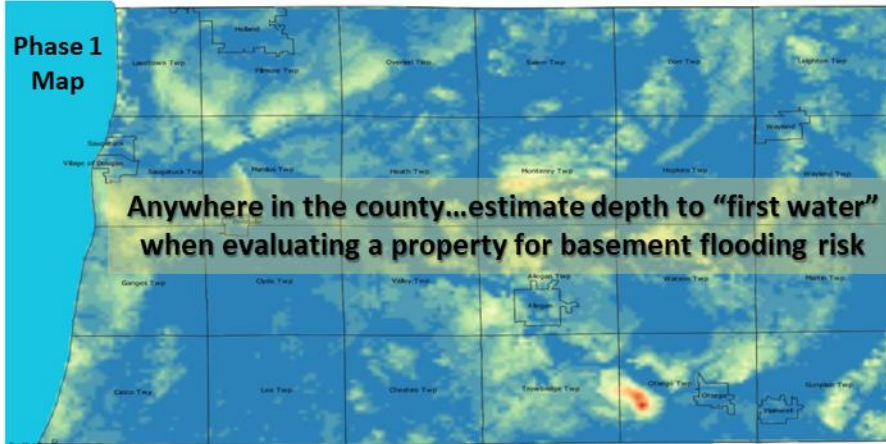 Phase 1
Map
Holland
Laketown Twp
Fillmore Twp
Overisel Twp
Salem Twp
Dorr Twp
Leighton Twp
Wayland
Saugatuck
Village of Douglas
Saugatuck Twp
Manlius Twp
Heath Twp
Monterey Twp
Hopkins Twp
Wayland Twp
Anywhere in the county...estimate depth to “first water”
when evaluating a property for basement flooding risk
Ganges Twp
Clyde Twp
Valley Twp
Allegan Twp
Watson Twp
Martin Twp
Allegan
Casco Twp
Lee Twp
Cheshire Twp
Trowbridge Twp
Otsego Twp
Otsego
Plainwell
Gunplain Twp